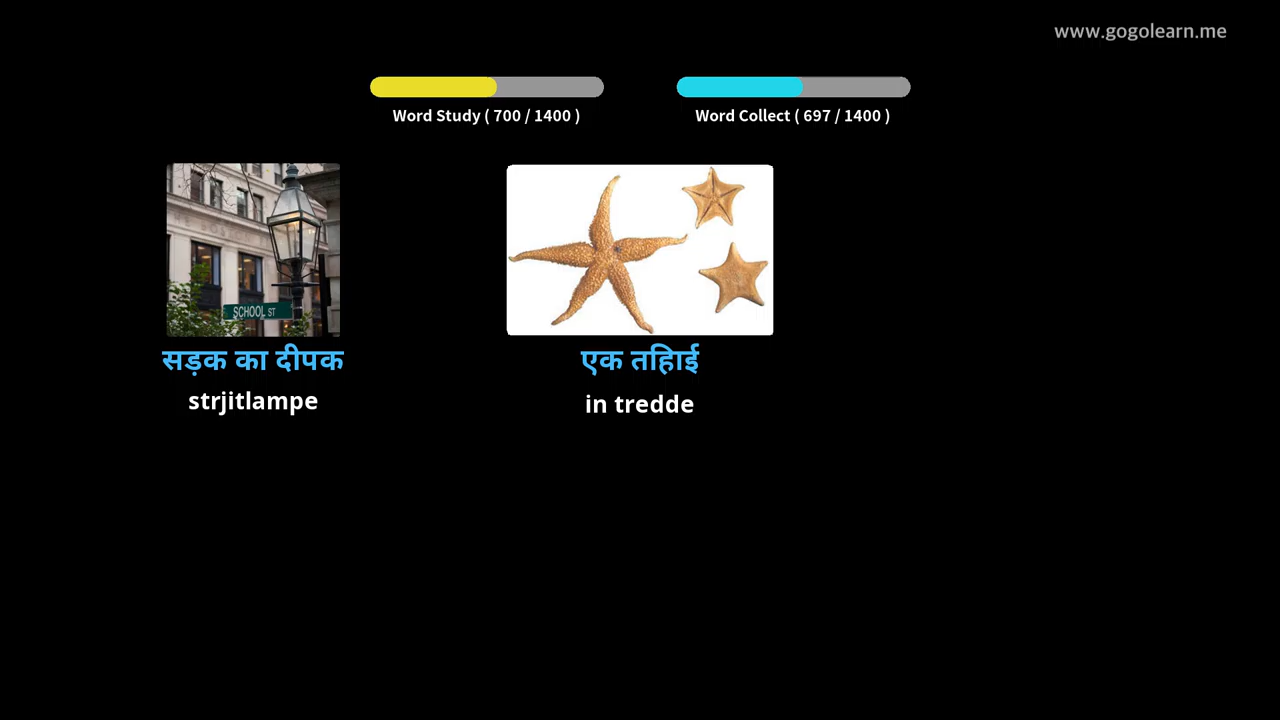 www.gogolearn.me
Word Study ( 700 / 1400 )
Word Collect ( 697 / 1400 )
SCHOOL ST
सड़क का दीपक
strjitlampe
एक तिहाई
in tredde